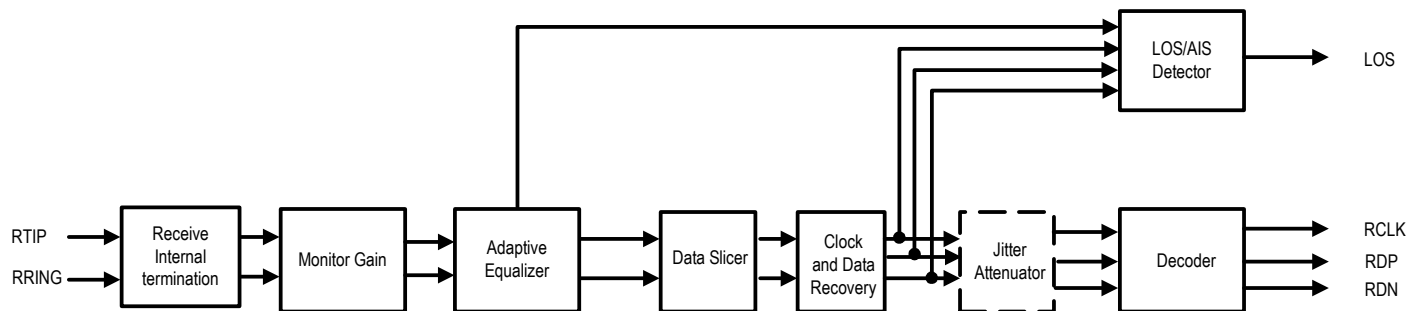 LOS/AIS
Detector
LOS
RTIP
RRING
Receive
Internal
termination
Monitor Gain
Adaptive
Equalizer
Data Slicer
Clock
and Data
Recovery
Jitter
Attenuator
Decoder
RCLK
RDP
RDN